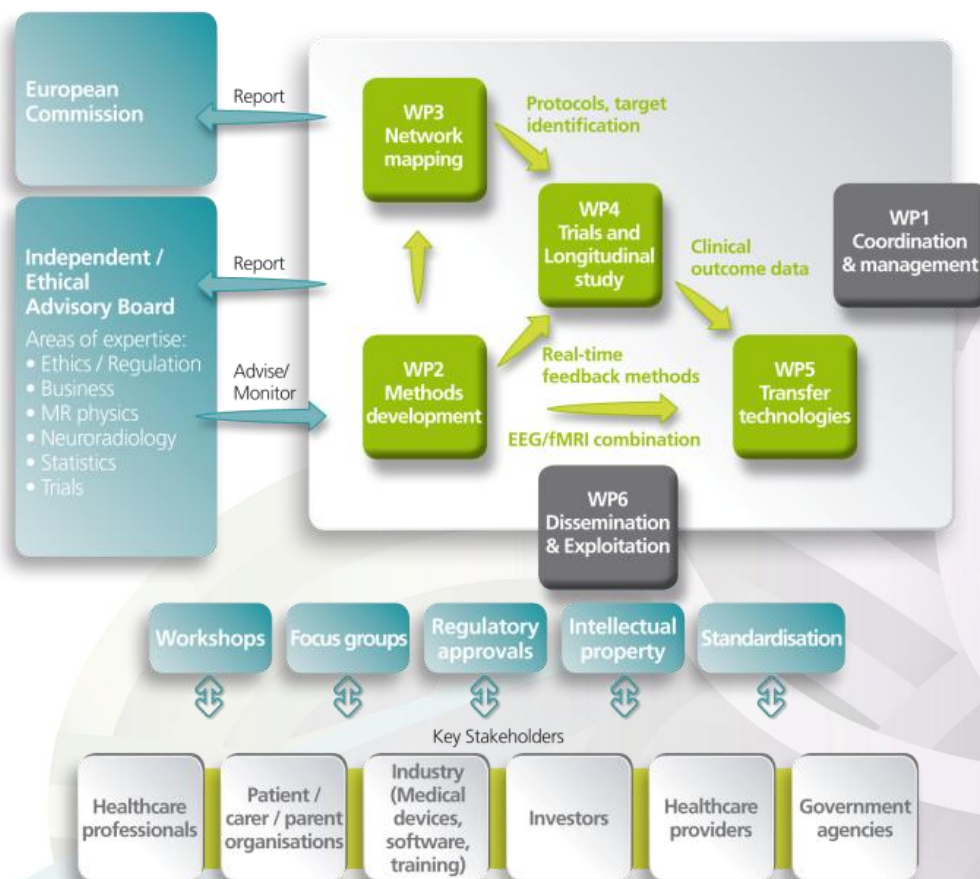 European
Commission
Report
WP3
Network
mapping
Protocols, target
identification
WP4
Trials and
Longitudinal
study
WP1
Coordination
& management
Independent /
Ethical
Advisory Board
Areas of expertise:
• Ethics / Regulation
• Business
• MR physics
• Neuroradiology
• Statistics
• Trials
Report
Advise/
Monitor
Clinical
outcome data
WP2
Methods
development
Real-time
feedback methods
EEG/fMRI combination
WP5
Transfer
technologies
WP6
Dissemination
& Exploitation
Workshops
Focus groups
Regulatory
approvals
Intellectual
property
Standardisation
Key Stakeholders
Healthcare
professionals
Patient /
carer / parent
organisations
Industry
(Medical
devices,
software,
training)
Investors
Healthcare
providers
Government
agencies